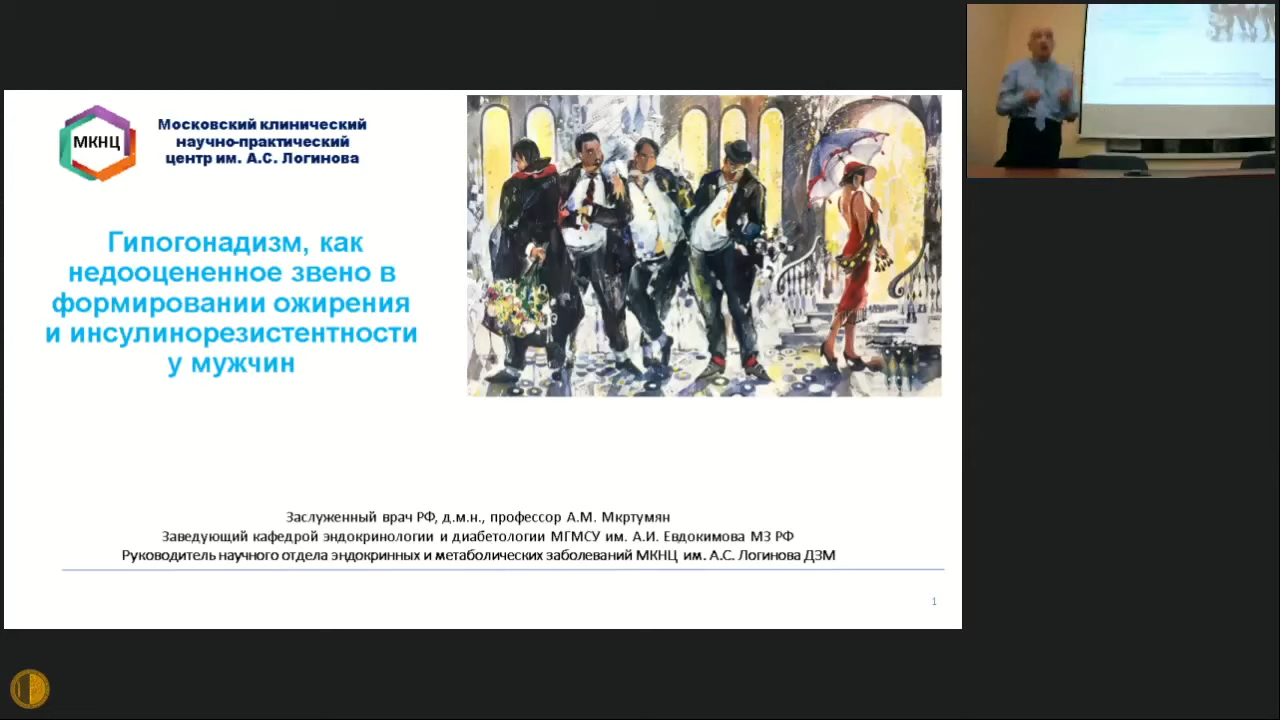 МКНЦ
Московский клинический
научно-практический
центр им. А.С. Логинова
Гипогонадизм, как
недооцененное звено в
формировании ожирения
и инсулинорезистентности
у мужчин
Заслуженный врач РФ, д.м.н., профессор А.М. Мкртумян
Заведующий кафедрой эндокринологии и диабетологии МГМСУ им. А.И. Евдокимова МЗ РФ
Руководитель научного отдела эндокринных и метаболических заболеваний МКНЦ им. А.С. Логинова ДЗМ
1